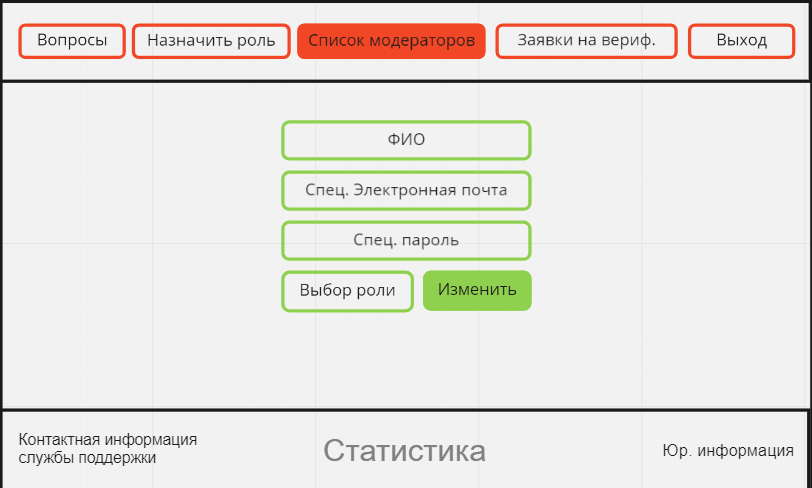 Вопросы
Назначить роль
Список модераторов
Заявки на вериф.
Выход
ФИО
Спец. Электронная почта
Спец. пароль
Выбор роли
Изменить
Контактная информация
службы поддержки
Статистика
Юр. информация